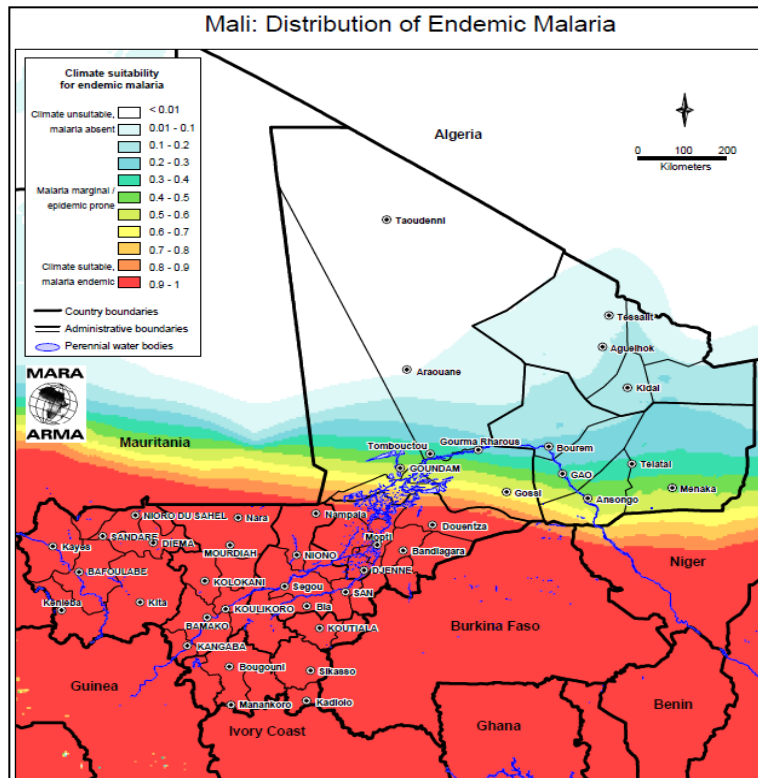 Mali: Distribution of Endemic Malaria
Climate suitability
for endemic malaria
Climate unsuitable,
malaria absent
Malaria marginal /
epidemic prone
Climate suitable,
malaria endemic
< 0.01
0.01 - 0.1
0.1 - 0.2
0.2 - 0.3
0.3 - 0.4
0.4 - 0.5
0.5 - 0.6
0.6 - 0.7
0.7 - 0.8
0.8 - 0.9
0.9 - 1
Country boundaries
Administrative boundaries
Perennial water bodies
MARA
ARMA
0 100 200
Kilometers
Algeria
Taoudenni
Tessalit
Aguelhok
Kidal
Araouane
Mauritania
Tombouctou
Gourma Rharous
Bourem
GOUNDAM
GAO
Telatai
Gossi
Ansongo
Menaka
NIORO DU SAHEL
Nara
Nampala
Douentza
SANDARE
DIEMA
Kayes
MOURDIAH
NIONO
Mopti
Bandiagara
Niger
BAFOULABE
KOLOKANI
Segou
DJENNE
SAN
Kenieba
Kita
KOULIKORO
Bla
BAMAKO
KOUTIALA
Burkina Faso
KANGABA
Bougouni
Sikasso
Guinea
Manankoro
Kadiolo
Benin
Ghana
Ivory Coast